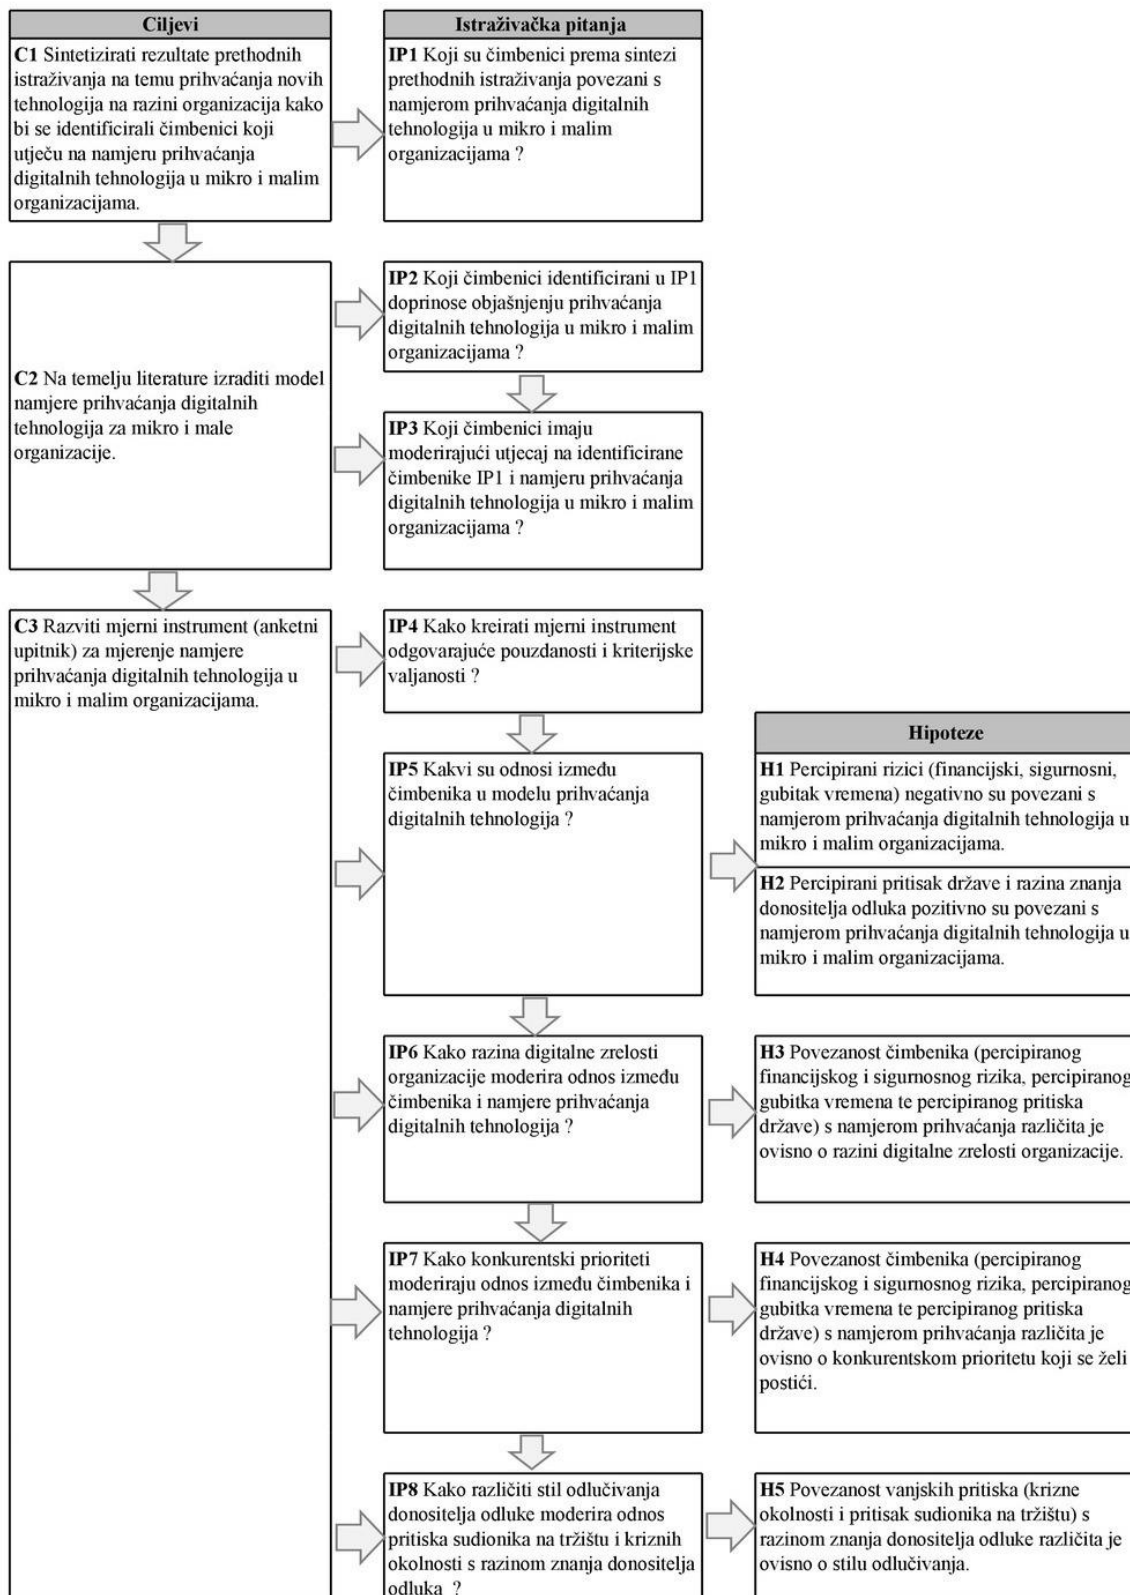 Ciljevi
C1 Sintetizirati rezultate prethodnih
istraživanja na temu prihvaćanja novih
tehnologija na razini organizacija kako
bi se identificirali čimbenici koji
utječu na namjeru prihvaćanja
digitalnih tehnologija u mikro i malim
organizacijama.
Istraživačka pitanja
IP1 Koji su čimbenici prema sintezi
prethodnih istraživanja povezani s
namjerom prihvaćanja digitalnih
tehnologija u mikro i malim
organizacijama ?
C2 Na temelju literature izraditi model
namjere prihvaćanja digitalnih
tehnologija za mikro i male
organizacije.
IP2 Koji čimbenici identificirani u IP1
doprinose objašnjenju prihvaćanja
digitalnih tehnologija u mikro i malim
organizacijama ?
IP3 Koji čimbenici imaju
moderirajući utjecaj na identificirane
čimbenike IP1 i namjeru prihvaćanja
digitalnih tehnologija u mikro i malim
organizacijama ?
C3 Razviti mjerni instrument (anketni
upitnik) za mjerenje namjere
prihvaćanja digitalnih tehnologija u
mikro i malim organizacijama.
IP4 Kako kreirati mjerni instrument
odgovarajuće pouzdanosti i kriterijske
valjanosti ?
IP5 Kakvi su odnosi između
čimbenika u modelu prihvaćanja
digitalnih tehnologija ?
Hipoteze
H1 Percipirani rizici (financijski, sigurnosni,
gubitak vremena) negativno su povezani s
namjerom prihvaćanja digitalnih tehnologija u
mikro i malim organizacijama.
H2 Percipirani pritisak države i razina znanja
donositelja odluka pozitivno su povezani s
namjerom prihvaćanja digitalnih tehnologija u
mikro i malim organizacijama.
IP6 Kako razina digitalne zrelosti
organizacije moderira odnos između
čimbenika i namjere prihvaćanja
digitalnih tehnologija ?
H3 Povezanost čimbenika (percipiranog
financijskog i sigurnosnog rizika, percipiranog
gubitka vremena te percipiranog pritiska
države) s namjerom prihvaćanja različita je
ovisno o razini digitalne zrelosti organizacije.
IP7 Kako konkurentski prioriteti
moderiraju odnos između čimbenika i
namjere prihvaćanja digitalnih
tehnologija ?
H4 Povezanost čimbenika (percipiranog
financijskog i sigurnosnog rizika, percipiranog
gubitka vremena te percipiranog pritiska
države) s namjerom prihvaćanja različita je
ovisno o konkurentskom prioritetu koji se želi
postići.
IP8 Kako različiti stil odlučivanja
donositelja odluke moderira odnos
pritiska sudionika na tržištu i kriznih
okolnosti s razinom znanja donositelja
odluka ?
H5 Povezanost vanjskih pritiska (krizne
okolnosti i pritisak sudionika na tržištu) s
razinom znanja donositelja odluke različita je
ovisno o stilu odlučivanja.